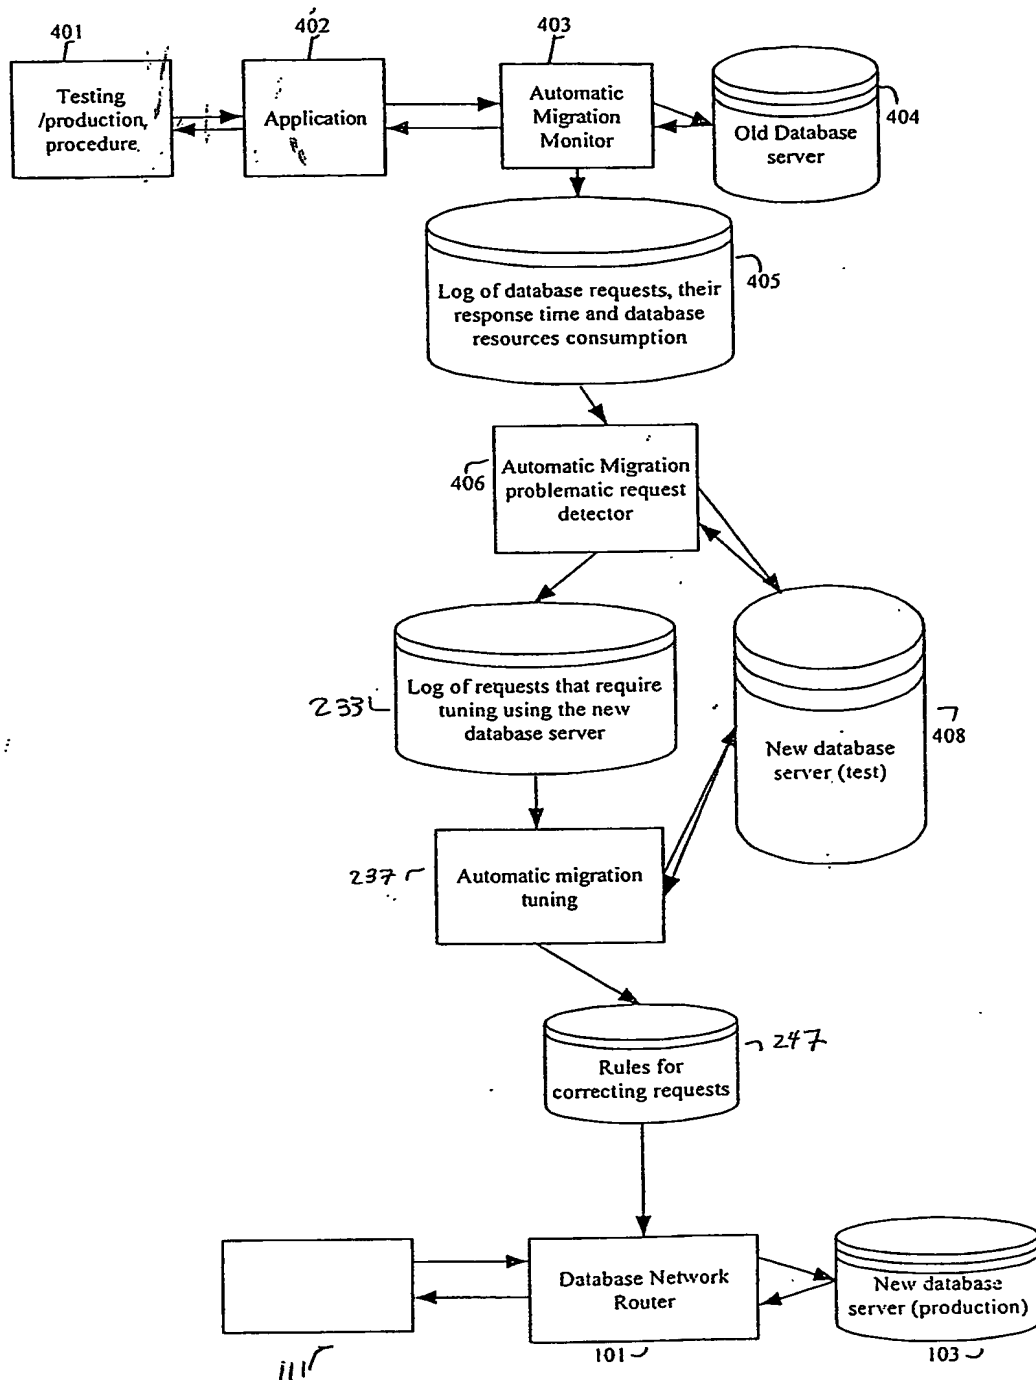 401
402
403
Testing
/production
procedure
Application
Automatic
Migration
Monitor
404
Old Database
server
405
Log of database requests, their
response time and database
resources consumption
406
Automatic Migration
problematic request
detector
233
Log of requests that require
tuning using the new
database server
408
New database
server (test)
237
Automatic migration
tuning
247
Rules for
correcting requests
Database Network
Router
New database
server (production)
111
101
103